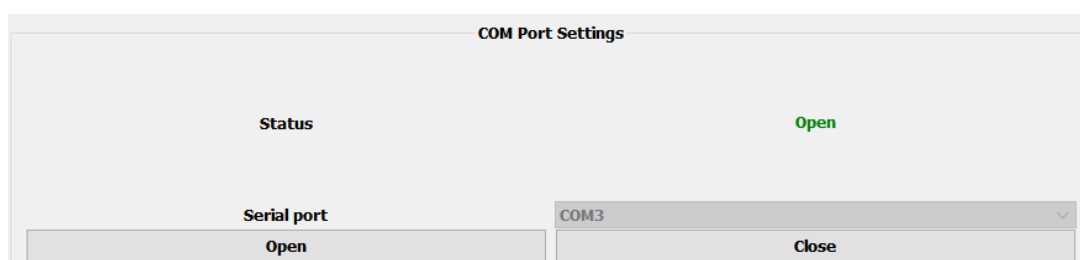 COM Port Settings
Status Open
Serial port COM3
Open Close